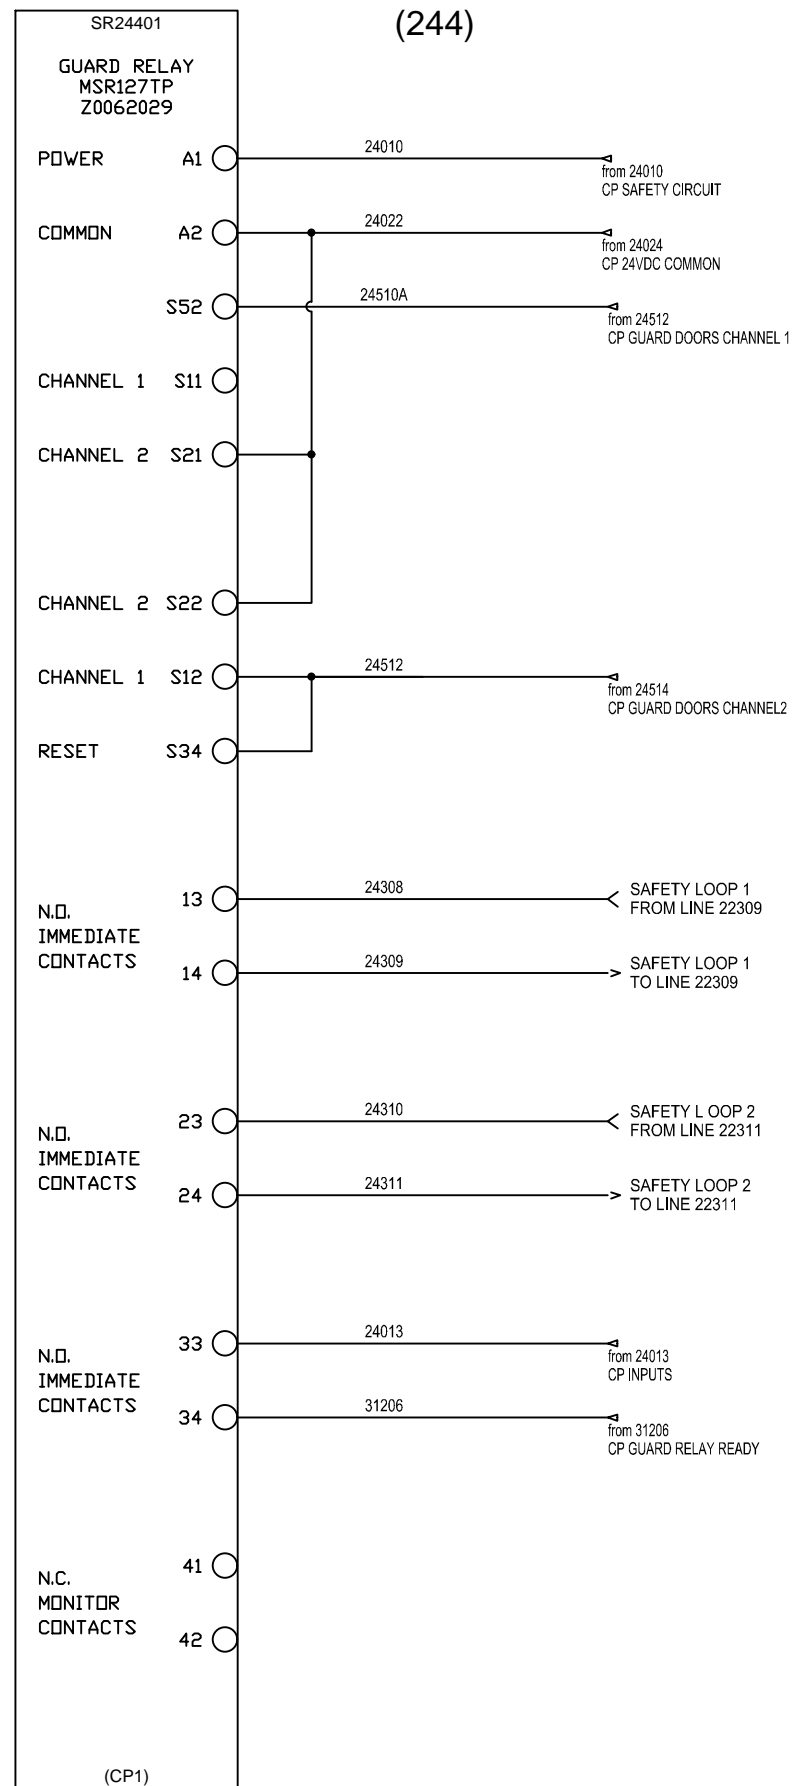 SR24401
(244)
GUARD RELAY
MSR127TP
Z0062029
POWER A1 24010
from 24010
CP SAFETY CIRCUIT
COMMON A2 24022
from 24024
CP 24VDC COMMON
S52 24510A
from 24512
CP GUARD DOORS CHANNEL 1
CHANNEL 1 S11
CHANNEL 2 S21
CHANNEL 2 S22
CHANNEL 1 S12 24512
from 24514
CP GUARD DOORS CHANNEL2
RESET S34
13 24308 SAFETY LOOP 1
FROM LINE 22309
N.O.
IMMEDIATE
CONTACTS
14 24309 SAFETY LOOP 1
TO LINE 22309
23 24310 SAFETY L OOP 2
FROM LINE 22311
N.O.
IMMEDIATE
CONTACTS
24 24311 SAFETY LOOP 2
TO LINE 22311
33 24013
from 24013
CP INPUTS
N.O.
IMMEDIATE
CONTACTS
34 31206
from 31206
CP GUARD RELAY READY
41
N.C.
MONITOR
CONTACTS
42
(CP1)